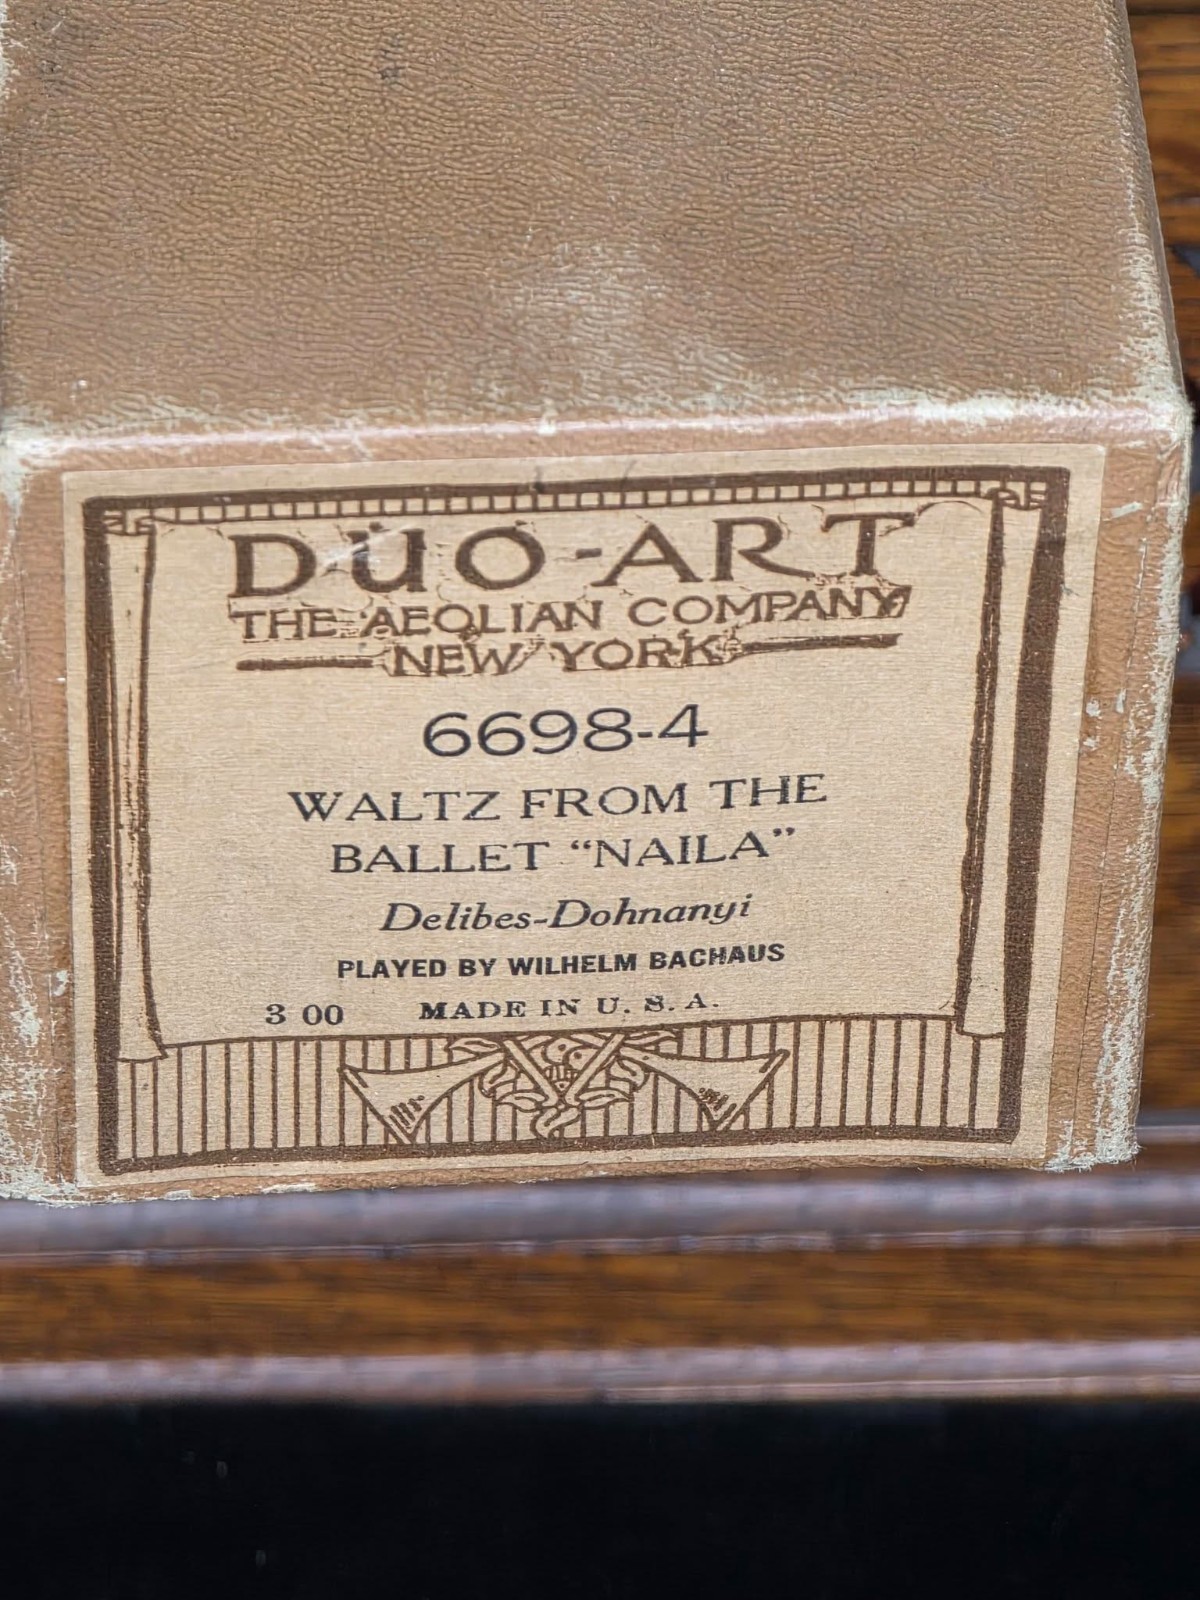 DUO-ART
THE AEOLIAN COMPANY
NEW YORK
6698-4
WALTZ FROM THE
BALLET "NAILA"
Delibes-Dohnanyi
PLAYED BY WILHELM BACHAUS
3 00 MADE IN U. S. A.